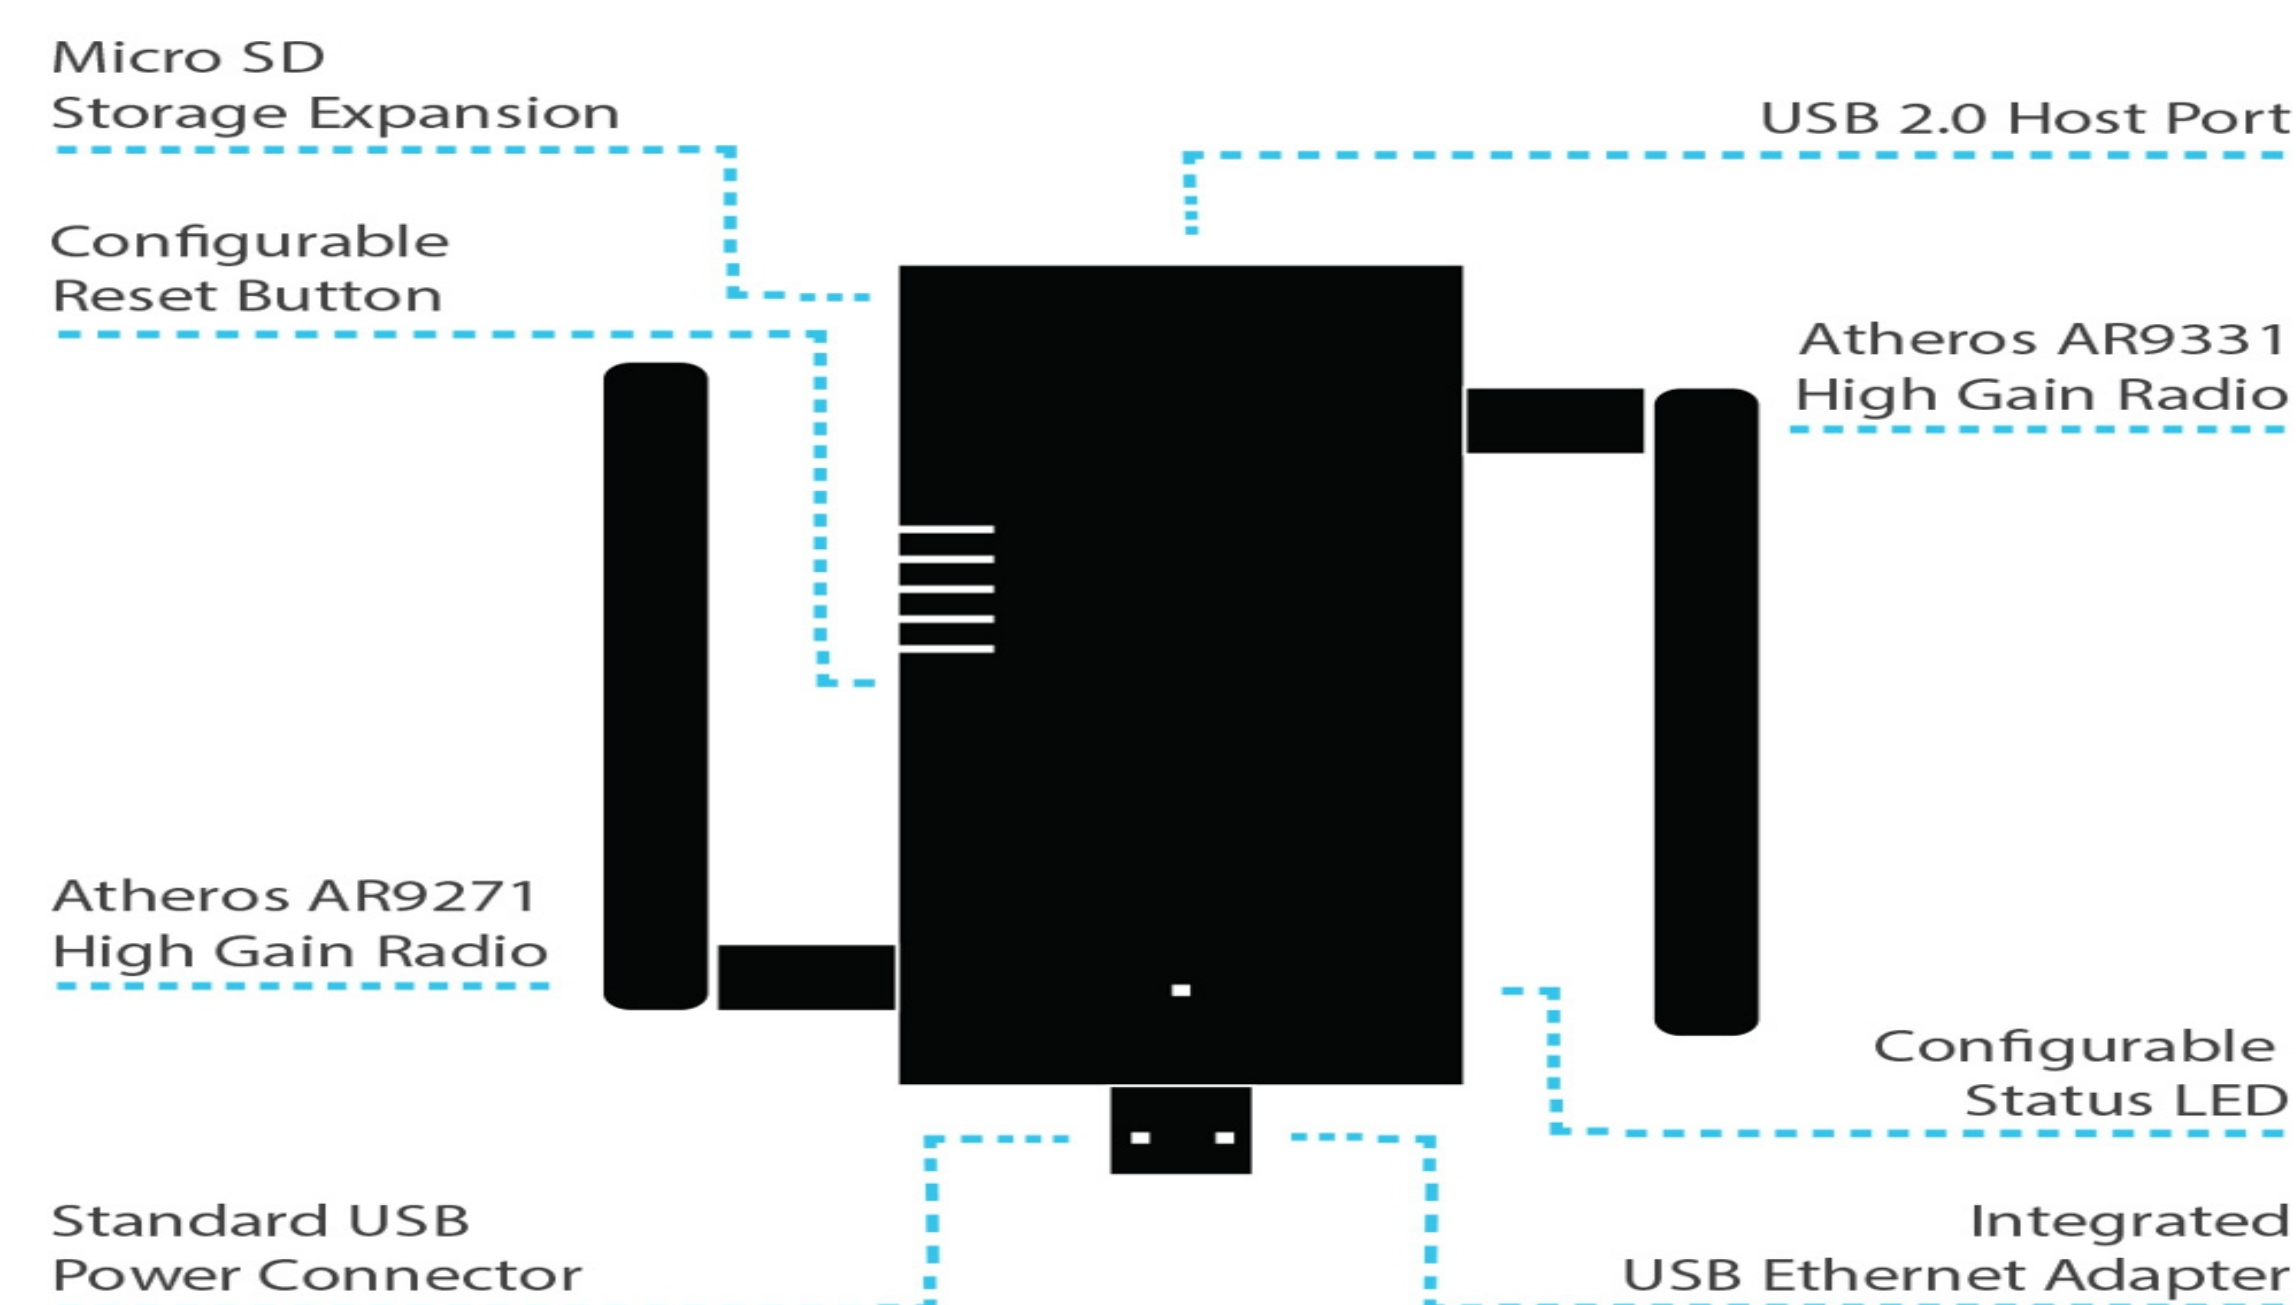 Micro SD
Storage Expansion
USB 2.0 Host Port
Configurable
Reset Button
Atheros AR9331
High Gain Radio
Atheros AR9271
High Gain Radio
Configurable
Status LED
Standard USB
Power Connector
Integrated
USB Ethernet Adapter